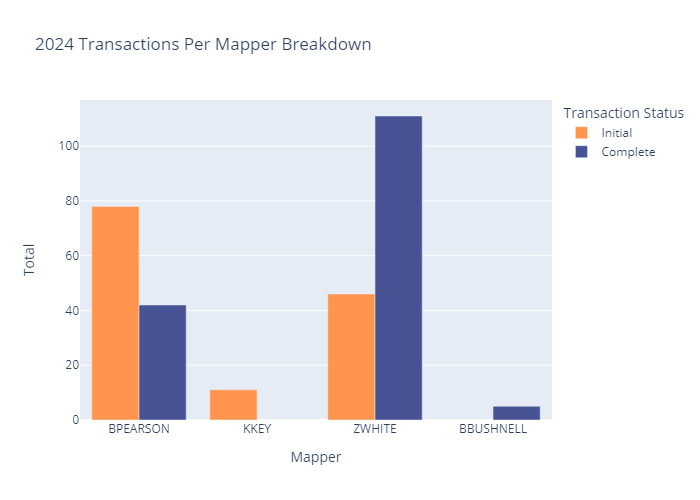 2024 Transactions Per Mapper Breakdown
Transaction Status
Initial
Complete
100
80
60
40
20
0
Total
BPEARSON
KKEY
ZWHITE
BBUSHNELL
Mapper